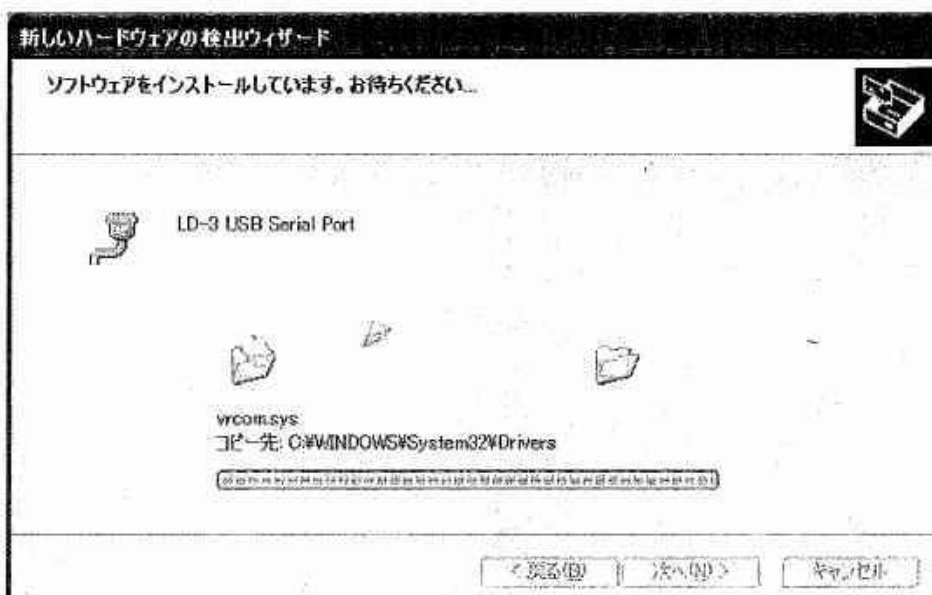 新しいハードウェアの検出ウィザード
ソフトウェアをインストールしています。お待ちください...
LD-3 USB Serial Port
vrcom.sys
コピー先: C:¥WINDOWS¥System32¥Drivers
< 戻る(B)
次へ(N) >
キャンセル